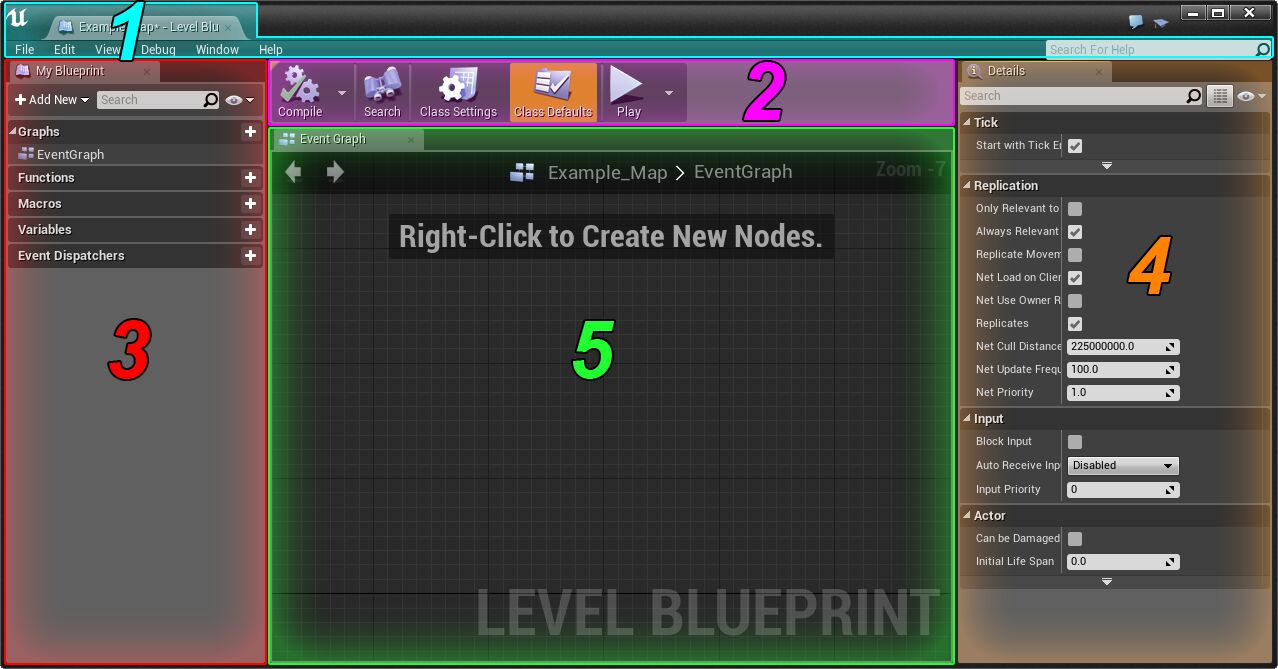 Example_Map* - Level Blu
File Edit View Debug Window Help
Search For Help
1
My Blueprint
Add New
Search
Graphs
EventGraph
Functions
Macros
Variables
Event Dispatchers
3
Compile
Search
Class Settings
Class Defaults
Play
2
Event Graph
Example_Map > EventGraph
Zoom -7
Right-Click to Create New Nodes.
5
LEVEL BLUEPRINT
Details
Search
Tick
Start with Tick E
Replication
Only Relevant to
Always Relevant
Replicate Movem
Net Load on Clien
Net Use Owner R
Replicates
Net Cull Distance 225000000.0
Net Update Frequ 100.0
Net Priority 1.0
4
Input
Block Input
Auto Receive Inpu Disabled
Input Priority 0
Actor
Can be Damaged
Initial Life Span 0.0